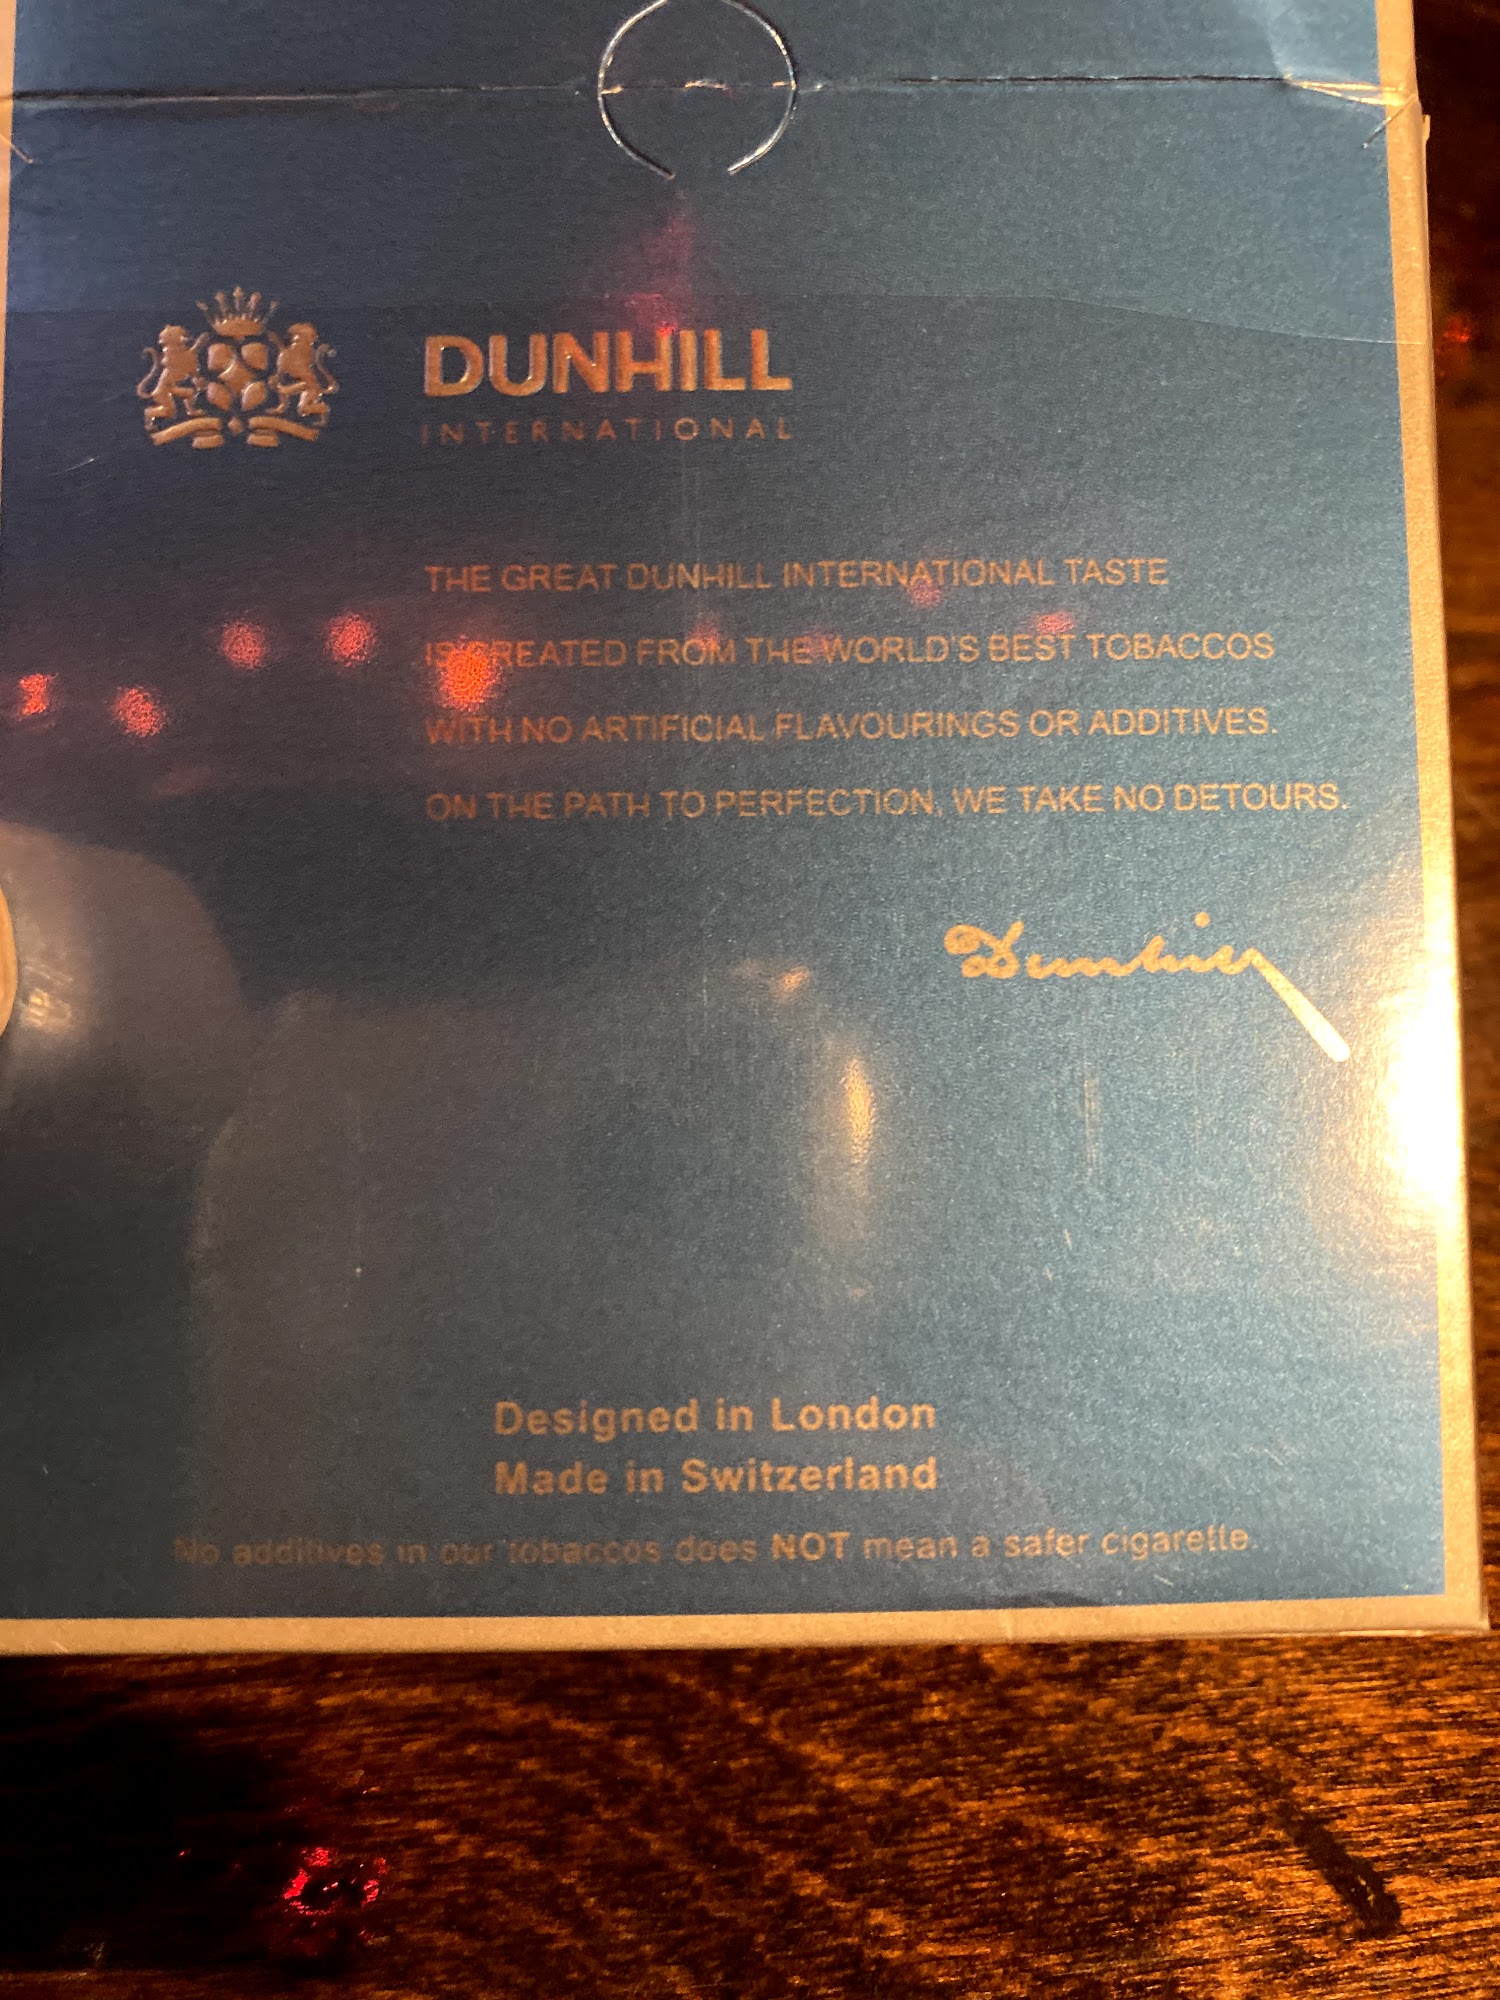 DUNHILL
INTERNATIONAL
THE GREAT DUNHILL INTERNATIONAL TASTE
IS CREATED FROM THE WORLD'S BEST TOBACCOS
WITH NO ARTIFICIAL FLAVOURINGS OR ADDITIVES.
ON THE PATH TO PERFECTION, WE TAKE NO DETOURS.
Dunhill
Designed in London
Made in Switzerland
No additives in our tobaccos does NOT mean a safer cigarette.